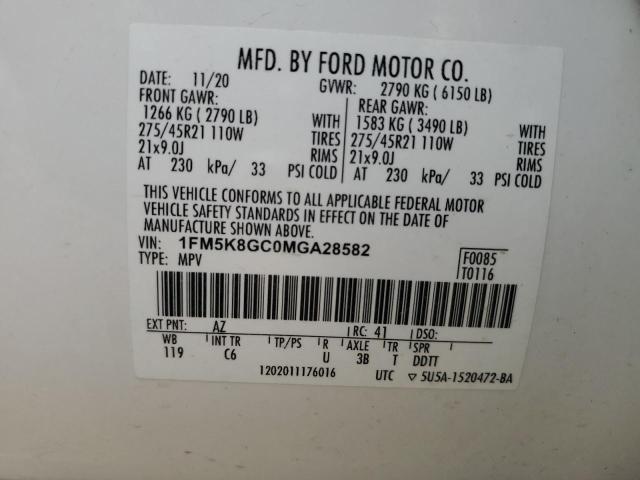 MFD. BY FORD MOTOR CO.
DATE: 11/20 GVWR: 2790 KG ( 6150 LB)
FRONT GAWR: REAR GAWR:
1266 KG ( 2790 LB) WITH 1583 KG ( 3490 LB) WITH
275/45R21 110W TIRES 275/45R21 110W TIRES
21x9.0J RIMS 21x9.0J RIMS
AT 230 kPa/ 33 PSI COLD AT 230 kPa/ 33 PSI COLD
THIS VEHICLE CONFORMS TO ALL APPLICABLE FEDERAL MOTOR
VEHICLE SAFETY STANDARDS IN EFFECT ON THE DATE OF
MANUFACTURE SHOWN ABOVE.
VIN: 1FM5K8GC0MGA28582 F0085
TYPE: MPV T0116
EXT PNT: AZ RC: 41 DSO:
WB INT TR TP/PS R AXLE TR SPR
119 C6 U 3B T DDTT
1202011176016 UTC ▽ 5U5A-1520472-BA